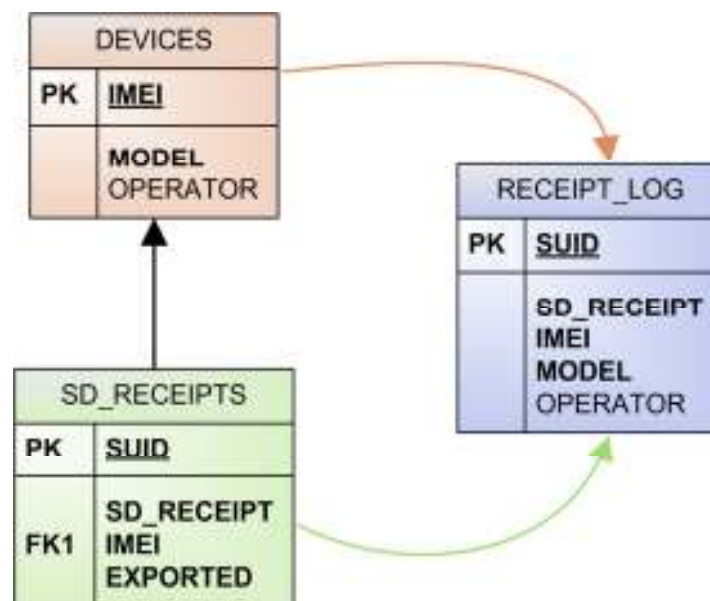 DEVICES
PK IMEI
MODEL
OPERATOR
RECEIPT_LOG
PK SUID
SD_RECEIPT
IMEI
MODEL
OPERATOR
SD_RECEIPTS
PK SUID
SD_RECEIPT
FK1 IMEI
EXPORTED